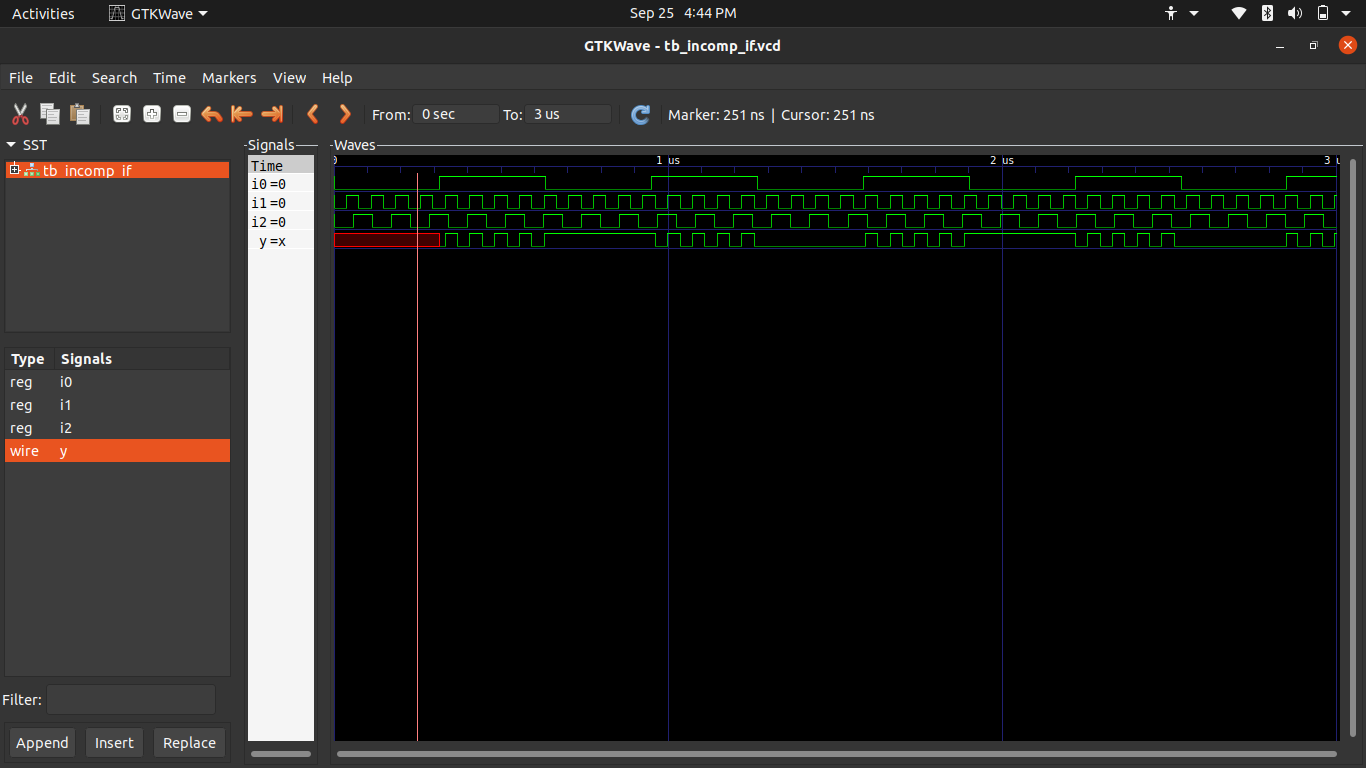 Activities GTKWave Sep 25 4:44 PM
GTKWave - tb_incomp_if.vcd
File Edit Search Time Markers View Help
From: 0 sec To: 3 us Marker: 251 ns | Cursor: 251 ns
SST
tb_incomp_if
Signals
Waves
Time
0 1 us 2 us 3 u
i0=0
i1=0
i2=0
y=x
Type Signals
reg i0
reg i1
reg i2
wire y
Filter:
Append Insert Replace